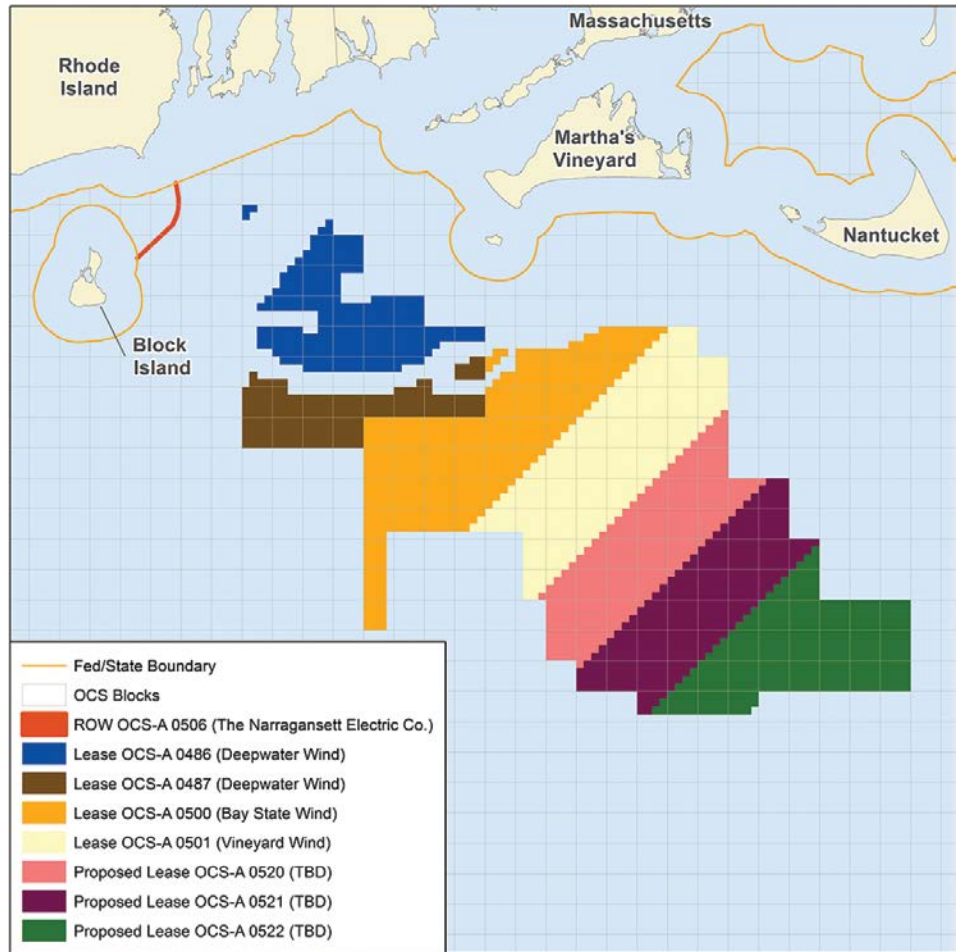 Massachusetts
Rhode
Island
Martha's
Vineyard
Nantucket
Block
Island
Fed/State Boundary
OCS Blocks
ROW OCS-A 0506 (The Narragansett Electric Co.)
Lease OCS-A 0486 (Deepwater Wind)
Lease OCS-A 0487 (Deepwater Wind)
Lease OCS-A 0500 (Bay State Wind)
Lease OCS-A 0501 (Vineyard Wind)
Proposed Lease OCS-A 0520 (TBD)
Proposed Lease OCS-A 0521 (TBD)
Proposed Lease OCS-A 0522 (TBD)